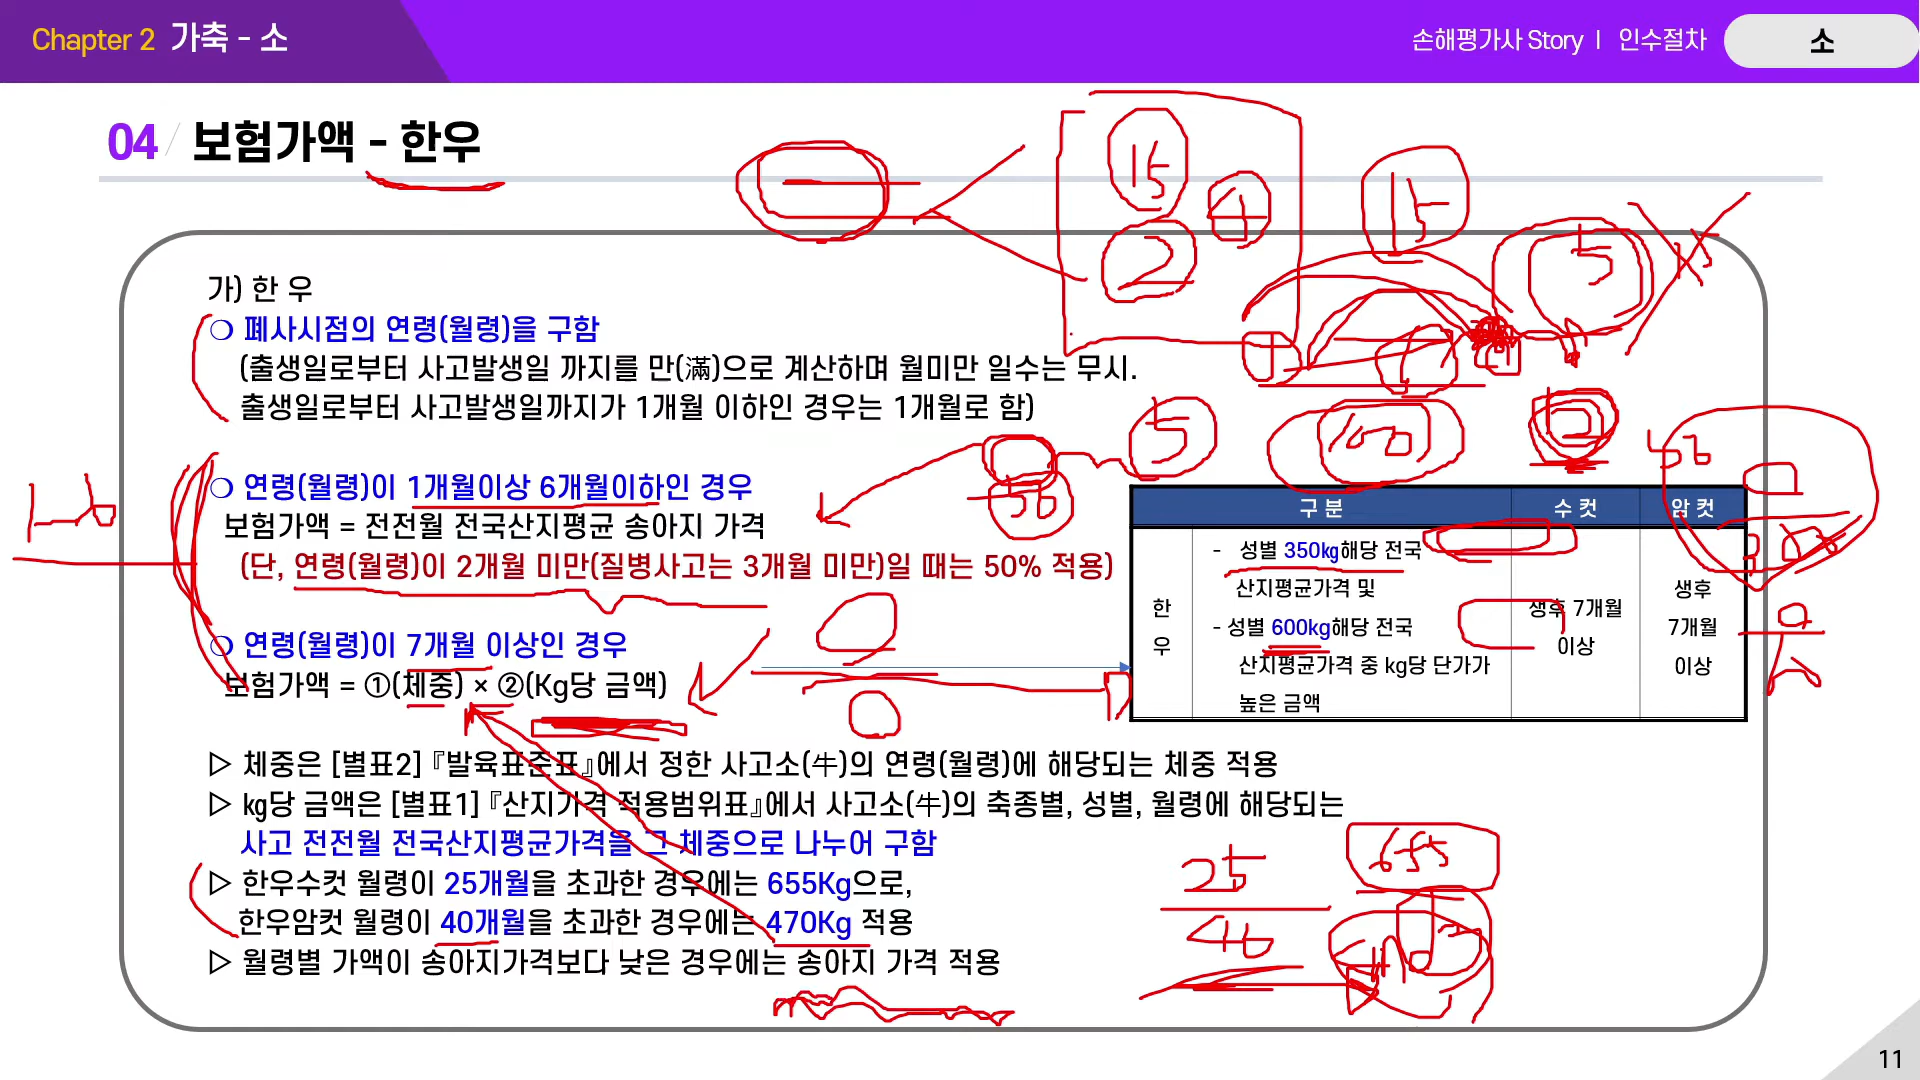 Chapter 2 가축 - 소
손해평가사 Story ㅣ 인수절차
소
04 / 보험가액 - 한우
가) 한 우
❍ 폐사시점의 연령(월령)을 구함
(출생일로부터 사고발생일 까지를 만(滿)으로 계산하며 월미만 일수는 무시.
출생일로부터 사고발생일까지가 1개월 이하인 경우는 1개월로 함)
❍ 연령(월령)이 1개월이상 6개월이하인 경우
보험가액 = 전전월 전국산지평균 송아지 가격
(단, 연령(월령)이 2개월 미만(질병사고는 3개월 미만)일 때는 50% 적용)
❍ 연령(월령)이 7개월 이상인 경우
보험가액 = ①(체중) × ②(Kg당 금액)
구 분 수 컷 암 컷
한 우
- 성별 350㎏해당 전국
산지평균가격 및
- 성별 600kg해당 전국
산지평균가격 중 kg당 단가가
높은 금액
생후 7개월
이상
생후
7개월
이상
▷ 체중은 [별표2]『발육표준표』에서 정한 사고소(牛)의 연령(월령)에 해당되는 체중 적용
▷ ㎏당 금액은 [별표1]『산지가격 적용범위표』에서 사고소(牛)의 축종별, 성별, 월령에 해당되는
사고 전전월 전국산지평균가격을 그 체중으로 나누어 구함
▷ 한우수컷 월령이 25개월을 초과한 경우에는 655Kg으로,
한우암컷 월령이 40개월을 초과한 경우에는 470Kg 적용
▷ 월령별 가액이 송아지가격보다 낮은 경우에는 송아지 가격 적용
15
2
5
25
655
11